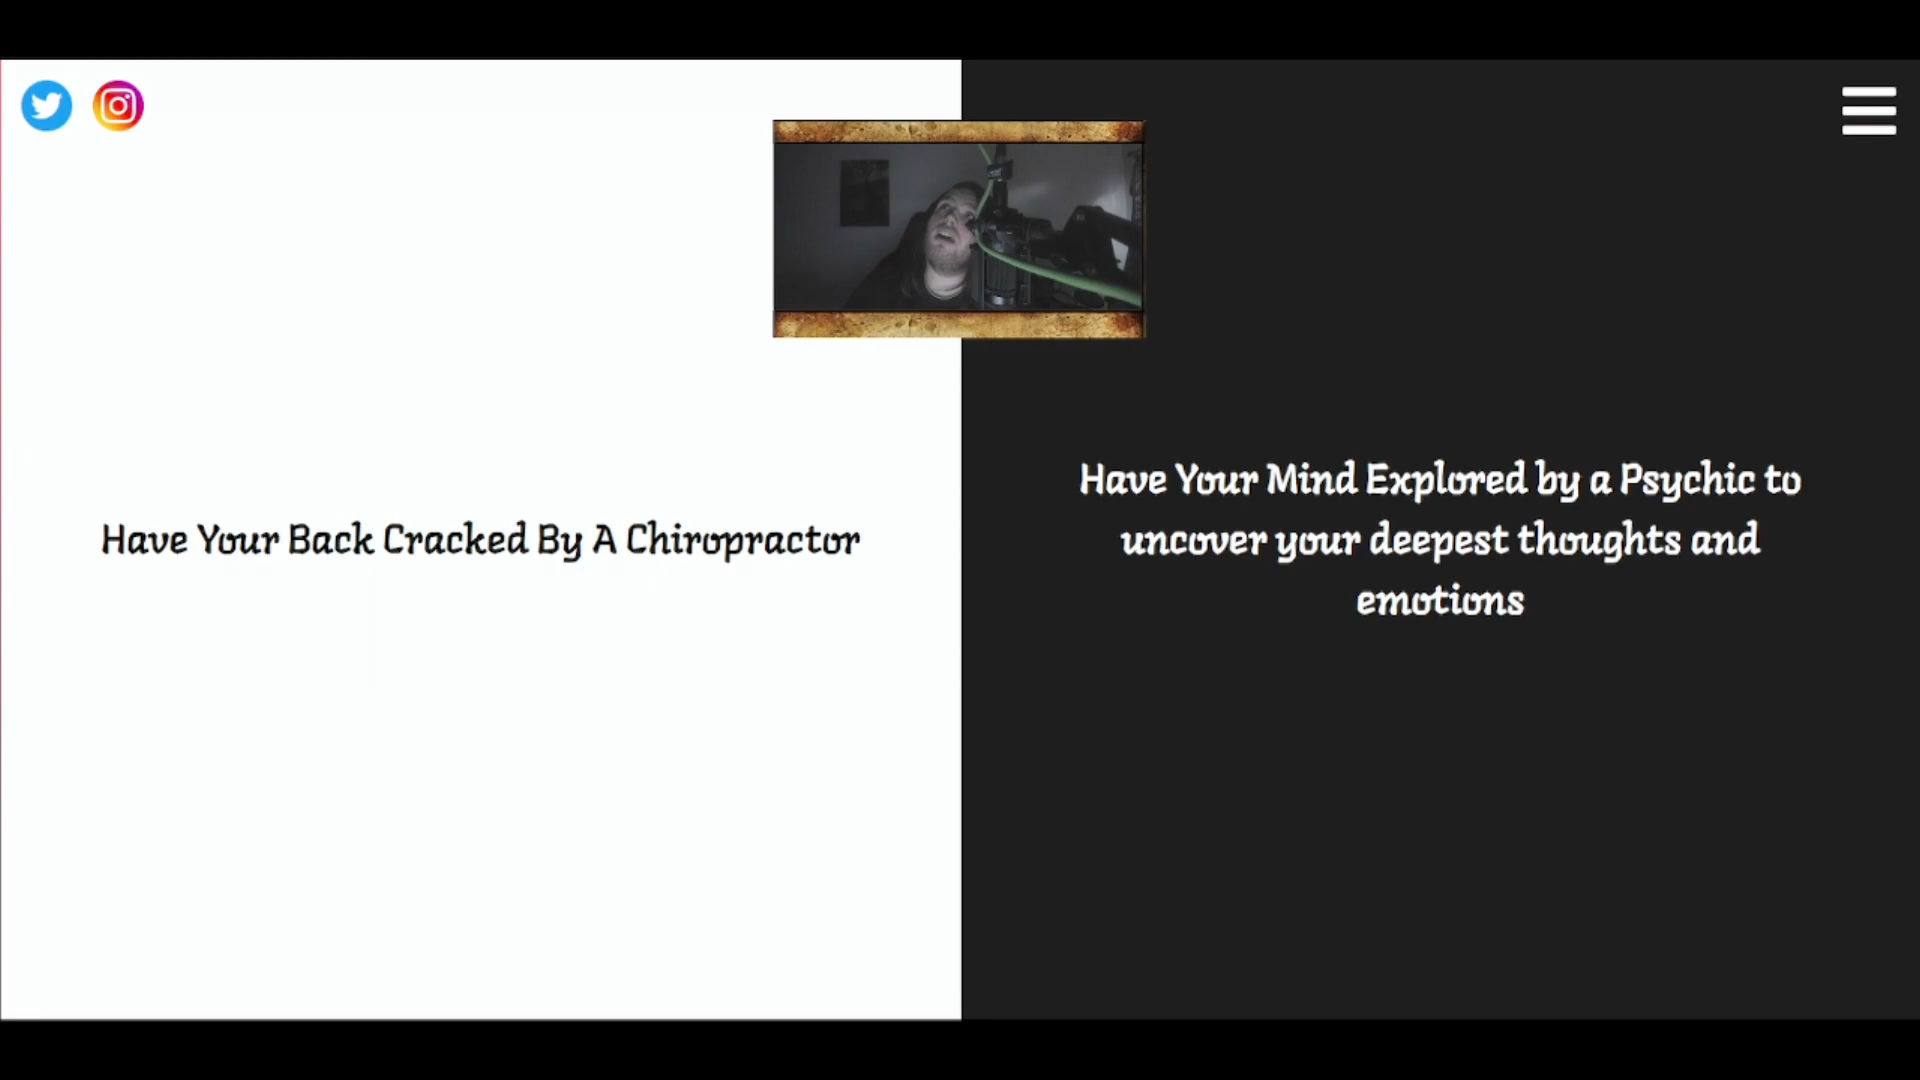 Have Your Back Cracked By A Chiropractor
Have Your Mind Explored by a Psychic to
uncover your deepest thoughts and
emotions